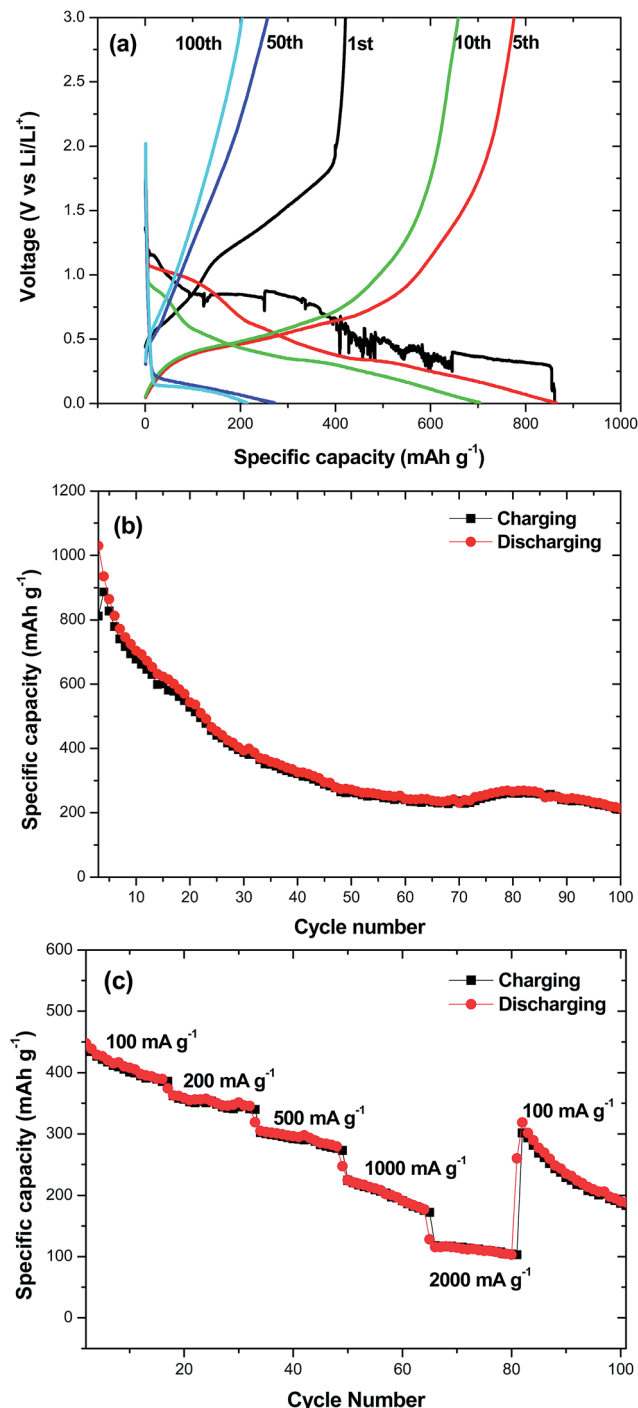 (a)
100th 50th 1st 10th 5th
3.0
2.5
2.0
1.5
1.0
0.5
0.0
Voltage (V vs Li/Li⁺)
0 200 400 600 800 1000
Specific capacity (mAh g⁻¹)
(b)
Charging
Discharging
1200
1000
800
600
400
200
0
Specific capacity (mAh g⁻¹)
10 20 30 40 50 60 70 80 90 100
Cycle number
(c)
Charging
Discharging
600
500
400
300
200
100
0
Specific capacity (mAh g⁻¹)
100 mA g⁻¹
200 mA g⁻¹
500 mA g⁻¹
1000 mA g⁻¹
2000 mA g⁻¹
100 mA g⁻¹
20 40 60 80 100
Cycle Number